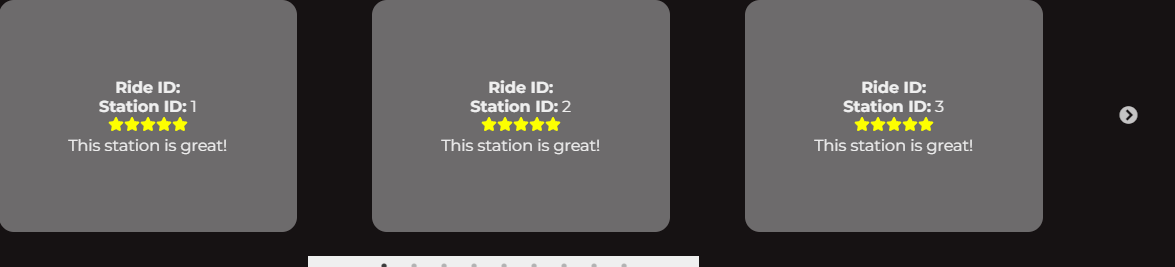 Ride ID:
Station ID: 1
This station is great!
Ride ID:
Station ID: 2
This station is great!
Ride ID:
Station ID: 3
This station is great!